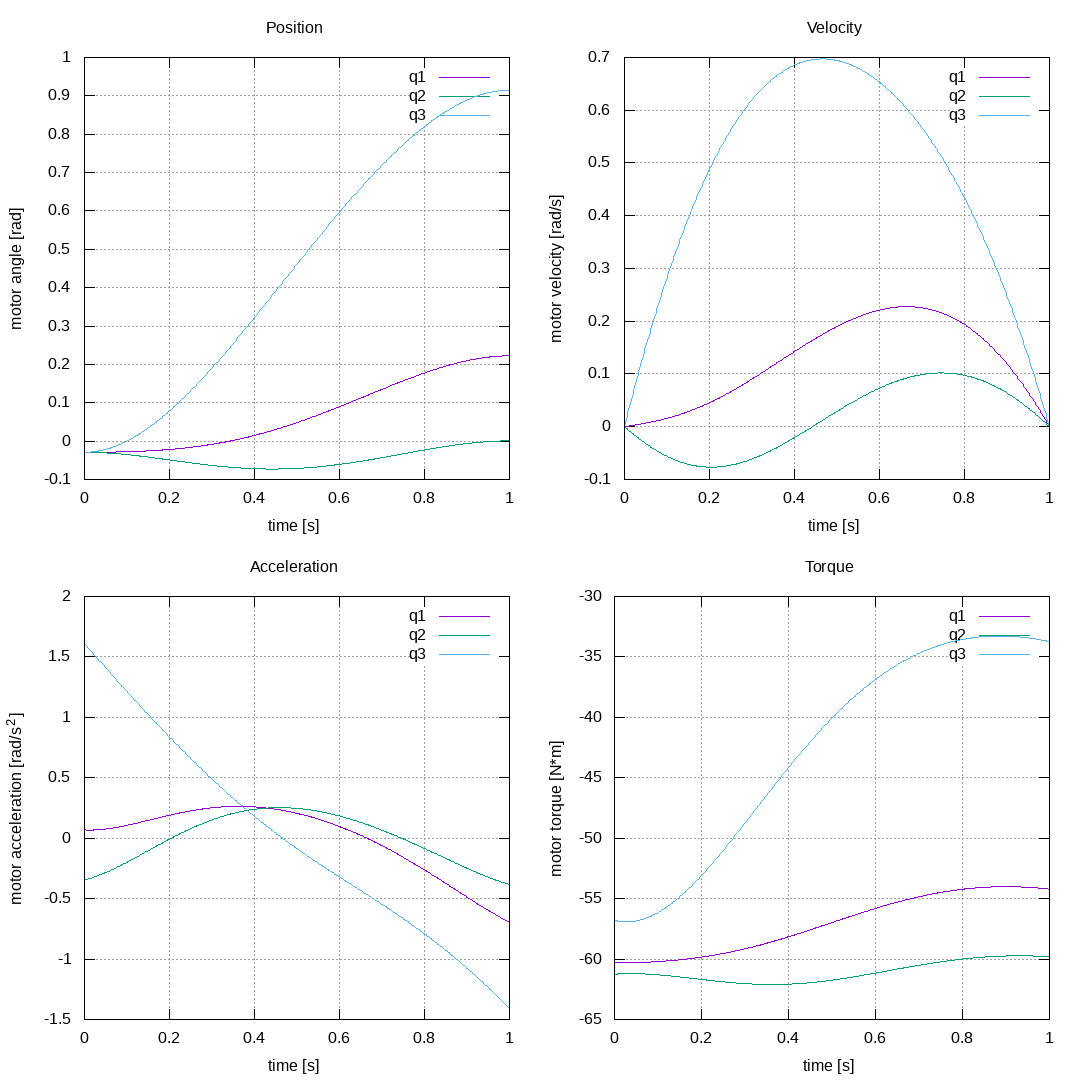 Position
motor angle [rad]
1
0.9
0.8
0.7
0.6
0.5
0.4
0.3
0.2
0.1
0
-0.1
q1
q2
q3
0 0.2 0.4 0.6 0.8 1
time [s]
Velocity
motor velocity [rad/s]
0.7
0.6
0.5
0.4
0.3
0.2
0.1
0
-0.1
q1
q2
q3
0 0.2 0.4 0.6 0.8 1
time [s]
Acceleration
motor acceleration [rad/s²]
2
1.5
1
0.5
0
-0.5
-1
-1.5
q1
q2
q3
0 0.2 0.4 0.6 0.8 1
time [s]
Torque
motor torque [N*m]
-30
-35
-40
-45
-50
-55
-60
-65
q1
q2
q3
0 0.2 0.4 0.6 0.8 1
time [s]